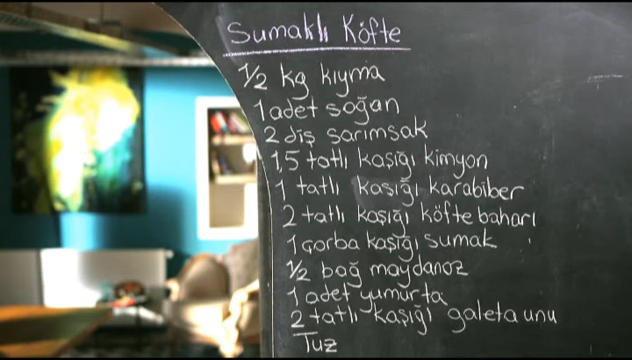 Sumaklı Köfte
1/2 kg kıyma
1 adet soğan
2 diş sarımsak
1,5 tatlı kaşığı kimyon
1 tatlı kaşığı karabiber
2 tatlı kaşığı köfte baharı
1 çorba kaşığı sumak
1/2 bağ maydanoz
1 adet yumurta
2 tatlı kaşığı galeta unu
Tuz